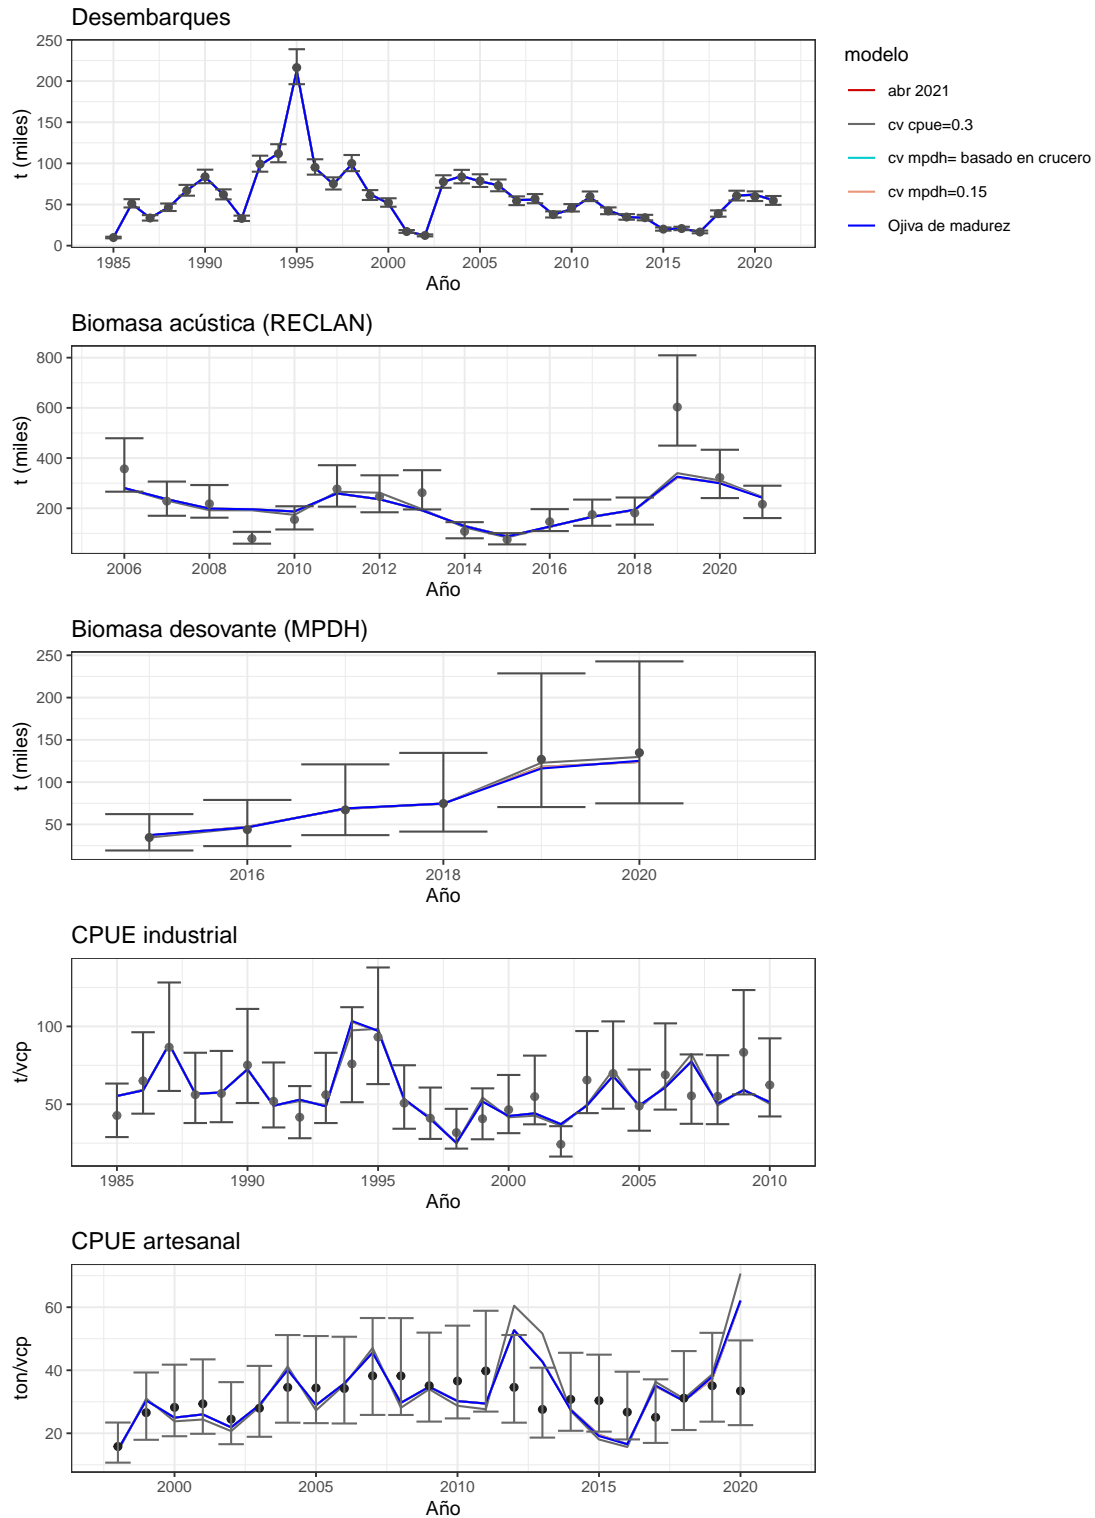 Desembarques
t (miles)
250
200
150
100
50
0
1985 1990 1995 2000 2005 2010 2015 2020
Año
modelo
abr 2021
cv cpue=0.3
cv mpdh= basado en crucero
cv mpdh=0.15
Ojiva de madurez
Biomasa acústica (RECLAN)
t (miles)
800
600
400
200
2006 2008 2010 2012 2014 2016 2018 2020
Año
Biomasa desovante (MPDH)
t (miles)
250
200
150
100
50
2016 2018 2020
Año
CPUE industrial
t/vcp
100
50
1985 1990 1995 2000 2005 2010
Año
CPUE artesanal
ton/vcp
60
40
20
2000 2005 2010 2015 2020
Año